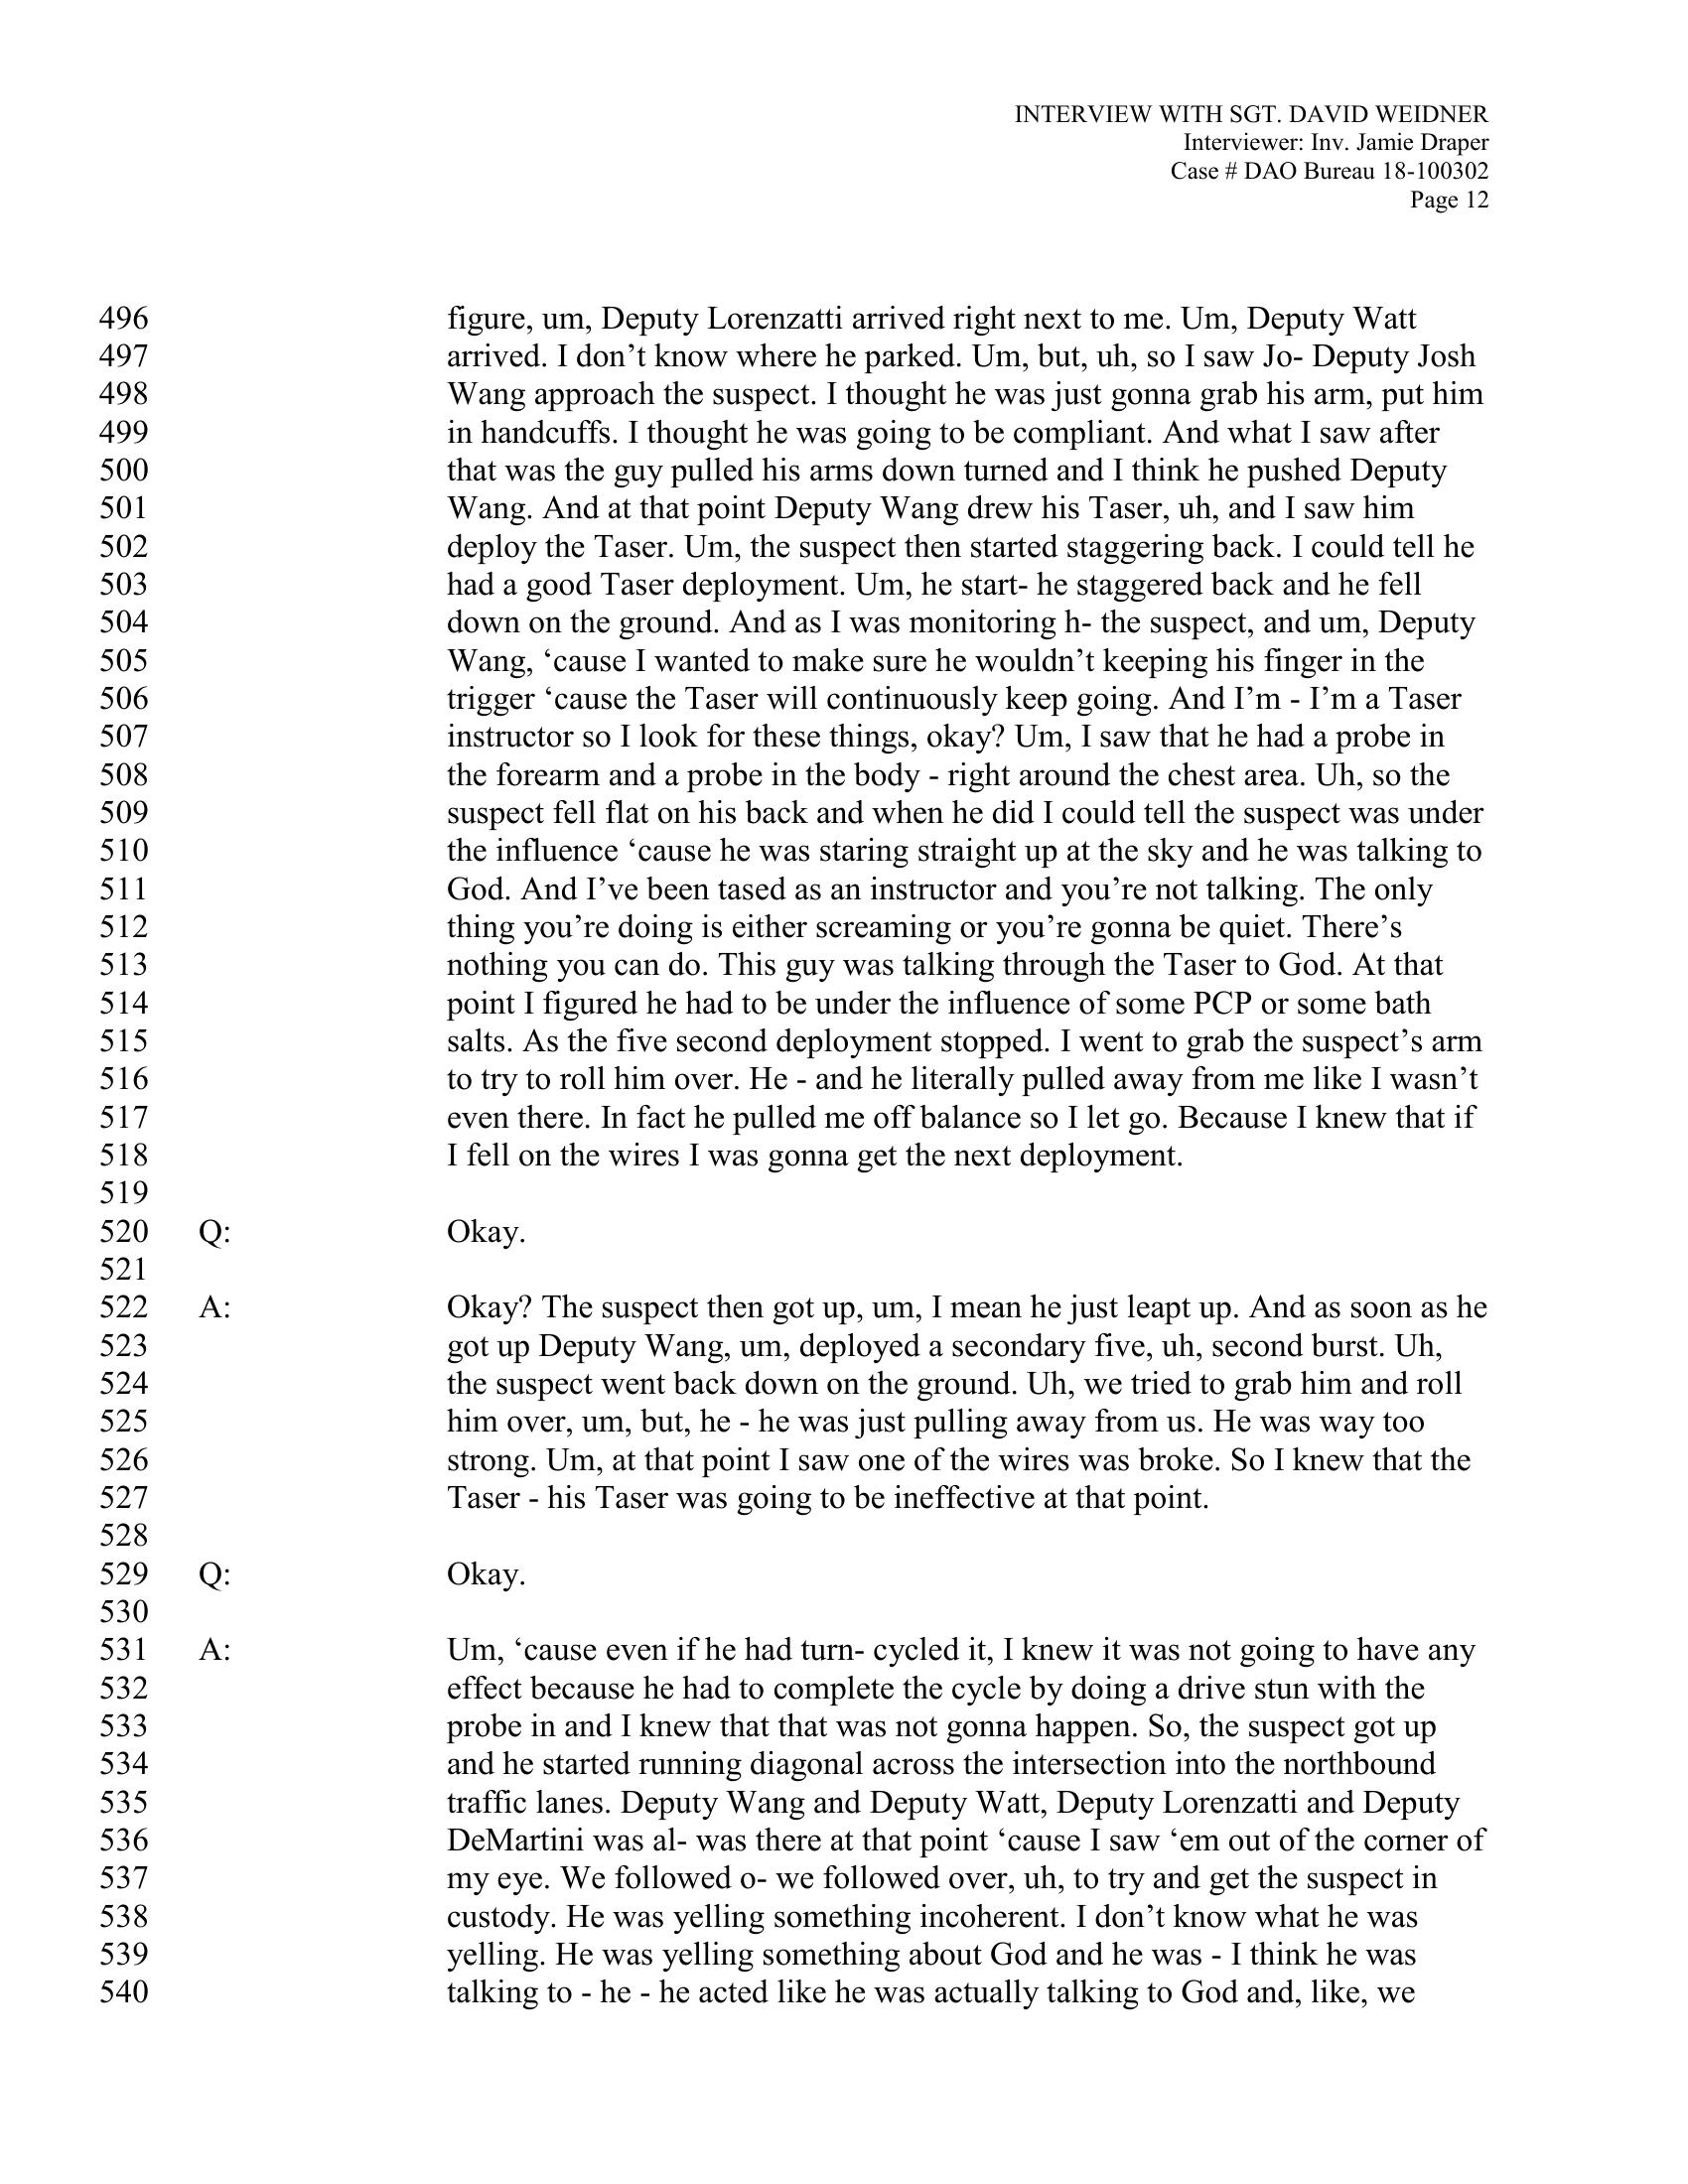 INTERVIEW WITH SGT. DAVID WEIDNER
Interviewer: Inv. Jamie Draper
Case # DAO Bureau 18-100302
Page 12
496 figure, um, Deputy Lorenzatti arrived right next to me. Um, Deputy Watt
497 arrived. I don’t know where he parked. Um, but, uh, so I saw Jo- Deputy Josh
498 Wang approach the suspect. I thought he was just gonna grab his arm, put him
499 in handcuffs. I thought he was going to be compliant. And what I saw after
500 that was the guy pulled his arms down turned and I think he pushed Deputy
501 Wang. And at that point Deputy Wang drew his Taser, uh, and I saw him
502 deploy the Taser. Um, the suspect then started staggering back. I could tell he
503 had a good Taser deployment. Um, he start- he staggered back and he fell
504 down on the ground. And as I was monitoring h- the suspect, and um, Deputy
505 Wang, ‘cause I wanted to make sure he wouldn’t keeping his finger in the
506 trigger ‘cause the Taser will continuously keep going. And I’m - I’m a Taser
507 instructor so I look for these things, okay? Um, I saw that he had a probe in
508 the forearm and a probe in the body - right around the chest area. Uh, so the
509 suspect fell flat on his back and when he did I could tell the suspect was under
510 the influence ‘cause he was staring straight up at the sky and he was talking to
511 God. And I’ve been tased as an instructor and you’re not talking. The only
512 thing you’re doing is either screaming or you’re gonna be quiet. There’s
513 nothing you can do. This guy was talking through the Taser to God. At that
514 point I figured he had to be under the influence of some PCP or some bath
515 salts. As the five second deployment stopped. I went to grab the suspect’s arm
516 to try to roll him over. He - and he literally pulled away from me like I wasn’t
517 even there. In fact he pulled me off balance so I let go. Because I knew that if
518 I fell on the wires I was gonna get the next deployment.
519
520 Q: Okay.
521
522 A: Okay? The suspect then got up, um, I mean he just leapt up. And as soon as he
523 got up Deputy Wang, um, deployed a secondary five, uh, second burst. Uh,
524 the suspect went back down on the ground. Uh, we tried to grab him and roll
525 him over, um, but, he - he was just pulling away from us. He was way too
526 strong. Um, at that point I saw one of the wires was broke. So I knew that the
527 Taser - his Taser was going to be ineffective at that point.
528
529 Q: Okay.
530
531 A: Um, ‘cause even if he had turn- cycled it, I knew it was not going to have any
532 effect because he had to complete the cycle by doing a drive stun with the
533 probe in and I knew that that was not gonna happen. So, the suspect got up
534 and he started running diagonal across the intersection into the northbound
535 traffic lanes. Deputy Wang and Deputy Watt, Deputy Lorenzatti and Deputy
536 DeMartini was al- was there at that point ‘cause I saw ‘em out of the corner of
537 my eye. We followed o- we followed over, uh, to try and get the suspect in
538 custody. He was yelling something incoherent. I don’t know what he was
539 yelling. He was yelling something about God and he was - I think he was
540 talking to - he - he acted like he was actually talking to God and, like, we